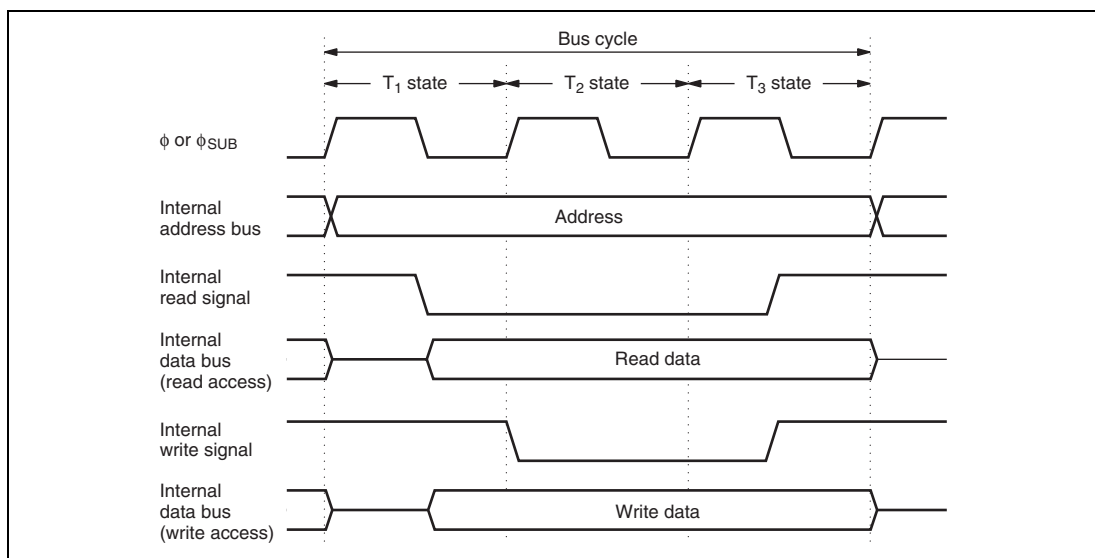 Bus cycle
T₁ state
T₂ state
T₃ state
ϕ or ϕSUB
Internal
address bus
Address
Internal
read signal
Internal
data bus
(read access)
Read data
Internal
write signal
Internal
data bus
(write access)
Write data